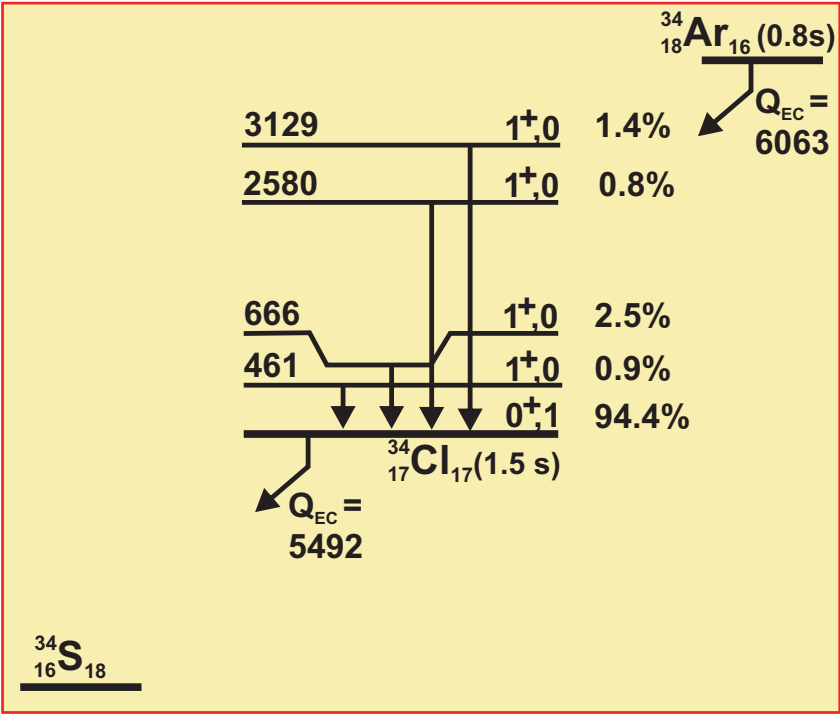 34 18Ar16 (0.8s)
QEC =
6063
3129 1+,0 1.4%
2580 1+,0 0.8%
666 1+,0 2.5%
461 1+,0 0.9%
0+,1 94.4%
34 17Cl17(1.5 s)
QEC =
5492
34 16S18